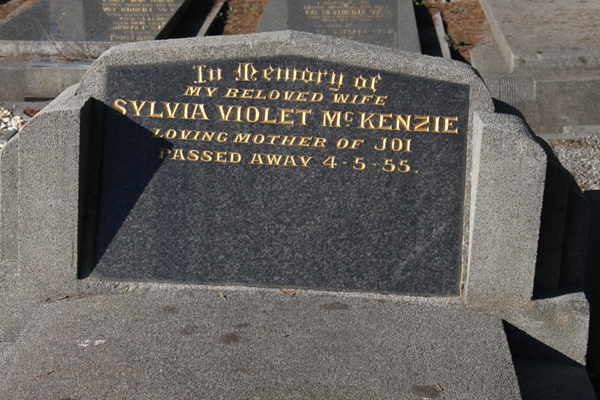 In Memory of
MY BELOVED WIFE
SYLVIA VIOLET McKENZIE
LOVING MOTHER OF JOI
PASSED AWAY 4-5-55.